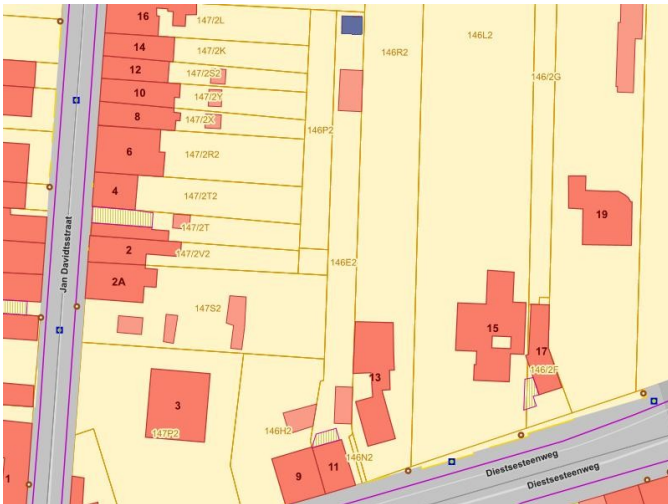 16
147/2L
14
147/2K
12
147/2S2
10
147/2Y
8
147/2X
6
147/2R2
4
147/2T2
147/2T
2
147/2V2
2A
147S2
3
147P2
1
Jan Davidtsstraat
146P2
146E2
146R2
146L2
146/2G
19
15
17
146/2F
13
146H2
9
11
146N2
Diestsesteenweg
Diestsesteenweg